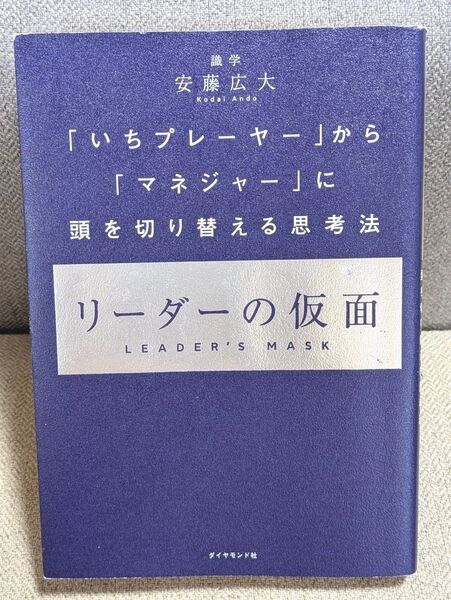 識学
安藤広大
Kodai Ando
「いちプレーヤー」から
「マネジャー」に
頭を切り替える思考法
リーダーの仮面
LEADER'S MASK
ダイヤモンド社